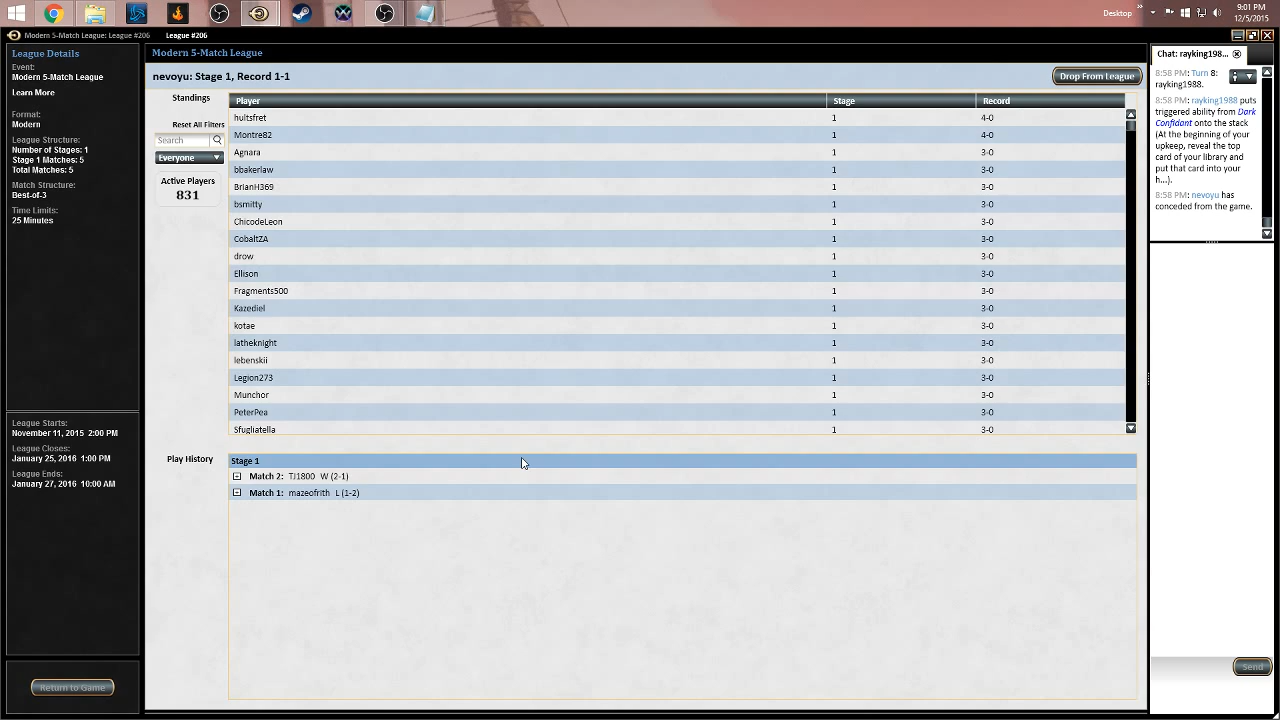 Desktop
»
9:01 PM
12/5/2015
Modern 5-Match League: League #206
League #206
League Details
Event:
Modern 5-Match League
Learn More
Format:
Modern
League Structure:
Number of Stages: 1
Stage 1 Matches: 5
Total Matches: 5
Match Structure:
Best-of-3
Time Limits:
25 Minutes
League Starts:
November 11, 2015 2:00 PM
League Closes:
January 25, 2016 1:00 PM
League Ends:
January 27, 2016 10:00 AM
Return to Game
Modern 5-Match League
nevoyu: Stage 1, Record 1-1
Drop From League
Standings
Reset All Filters
Search
Everyone
Active Players
831
Player Stage Record
hultsfret 1 4-0
Montre82 1 4-0
Agnara 1 3-0
bbakerlaw 1 3-0
BrianH369 1 3-0
bsmitty 1 3-0
ChicodeLeon 1 3-0
CobaltZA 1 3-0
drow 1 3-0
Ellison 1 3-0
Fragments500 1 3-0
Kazediel 1 3-0
kotae 1 3-0
latheknight 1 3-0
lebenskii 1 3-0
Legion273 1 3-0
Munchor 1 3-0
PeterPea 1 3-0
Sfugliatella 1 3-0
Play History
Stage 1
Match 2: TJ1800 W (2-1)
Match 1: mazeofrith L (1-2)
Chat: rayking198...
8:58 PM: Turn 8:
rayking1988.
8:58 PM: rayking1988 puts
triggered ability from Dark
Confidant onto the stack
(At the beginning of your
upkeep, reveal the top
card of your library and
put that card into your
h...).
8:58 PM: nevoyu has
conceded from the game.
Send